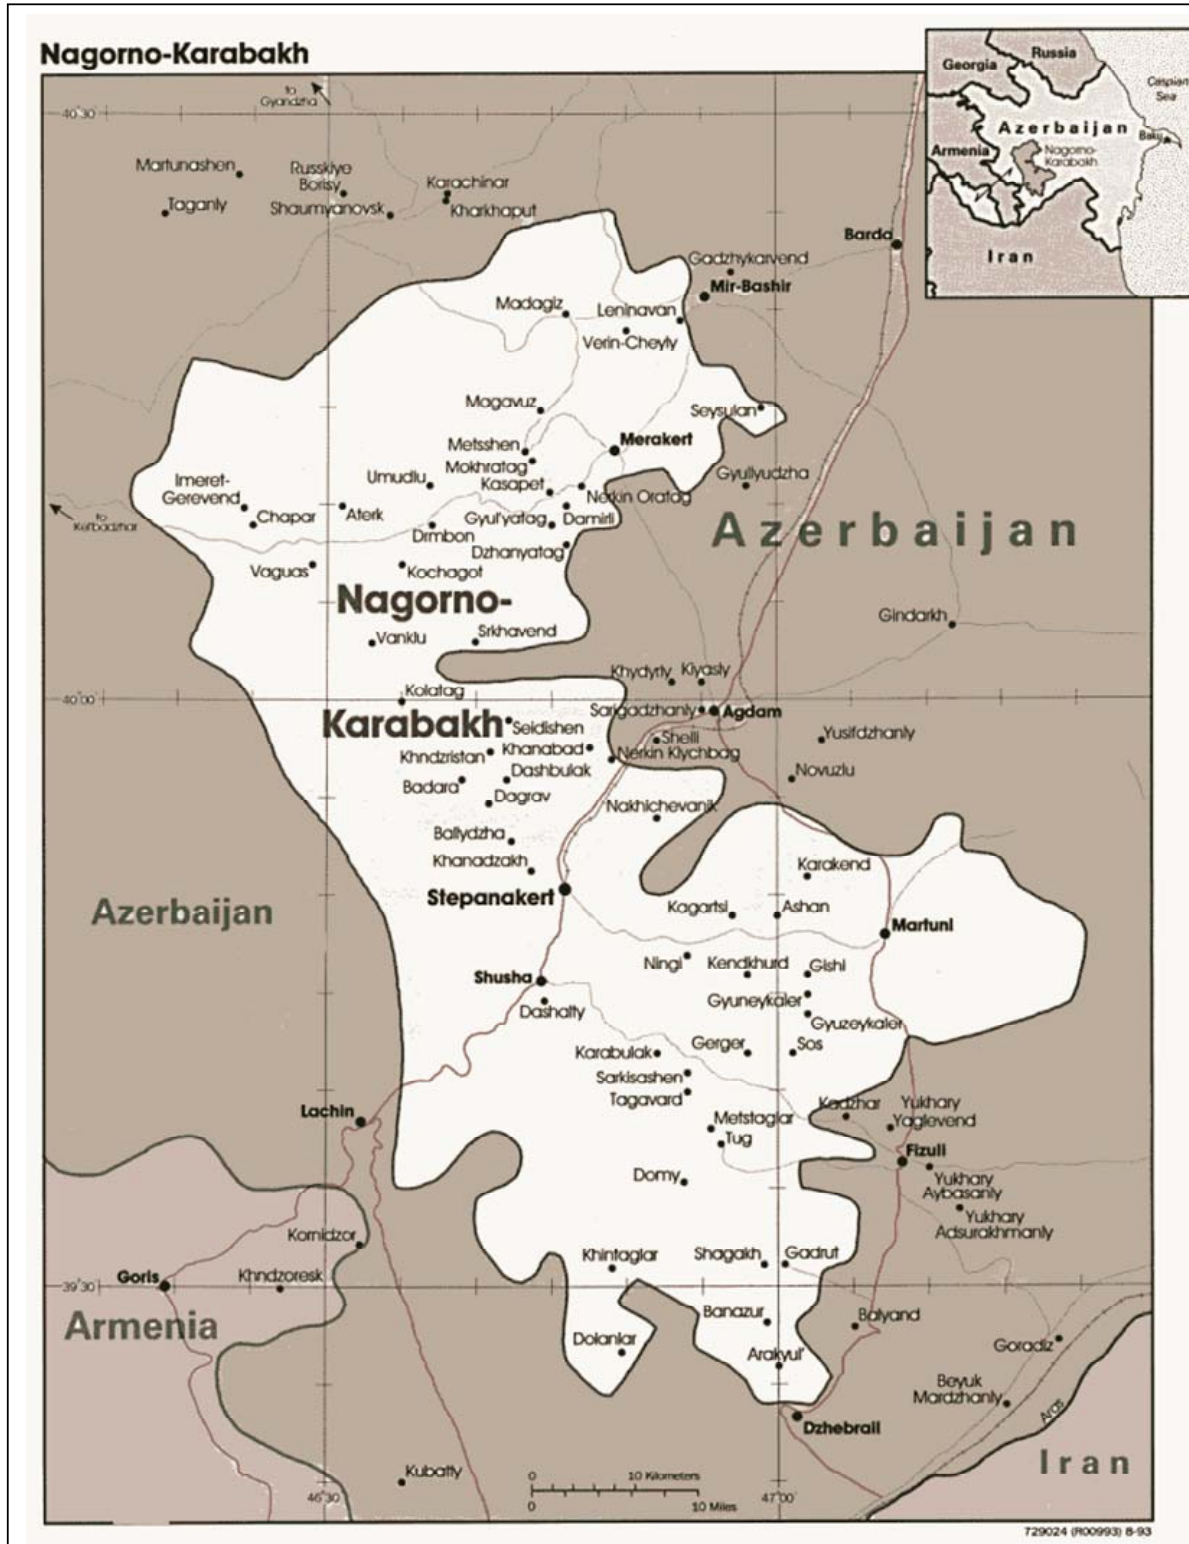 Nagorno-Karabakh
to
Gyandzha
40°30'
Georgia
Russia
Caspian
Sea
Azerbaijan
Baku
Armenia
Nagorno-
Karabakh
Iran
Martunashen
Russkiye
Borisy
Karachinar
Taganly
Shaumyanovsk
Kharkhaput
Barda
Gadzhykarvend
Mir-Bashir
Madagiz
Leninavan
Verin-Cheyly
Magavuz
Seysulan
Metsshen
Merakert
Mokhratag
Imeret-
Gerevend
Umudlu
Kasapet
Nerkin Oratag
Gyullyudzha
to
Kel'badzhar
Chapar
Aterk
Gyul'yatag
Damirli
Azerbaijan
Drmbon
Dzhanyatag
Vaguas
Kochagot
Nagorno-
Gindarkh
Vanklu
Srkhavend
Khydyrly
Kiyasly
40°00'
Kolatag
Sarigadzhanly
Agdam
Karabakh
Seidishen
Shelli
Yusifdzhanly
Khndzristan
Khanabad
Nerkin Klychbag
Badara
Dashbulak
Novuzlu
Dagrav
Nakhichevanik
Ballydzha
Khanadzakh
Karakend
Stepanakert
Azerbaijan
Kagartsi
Ashan
Martuni
Ningi
Kendkhurd
Gishi
Shusha
Dashalty
Gyuneykaler
Gyuzeykaler
Karabulak
Gerger
Sos
Sarkisashen
Tagavard
Lachin
Kadzhar
Yukhary
Yaglevend
Metstaglar
Tug
Fizuli
Domy
Yukhary
Aybasanly
Yukhary
Adsurakhmanly
Kornidzor
Khintaglar
Shagakh
Gadrut
Goris
Khndzoresk
39°30'
Armenia
Banazur
Balyand
Dolanlar
Arakyul'
Goradiz
Beyuk
Mardzhanly
Aras
Dzhebrail
Iran
Kubatly
0
10 Kilometers
0
10 Miles
46°30'
47°00'
729024 (R00993) 8-93